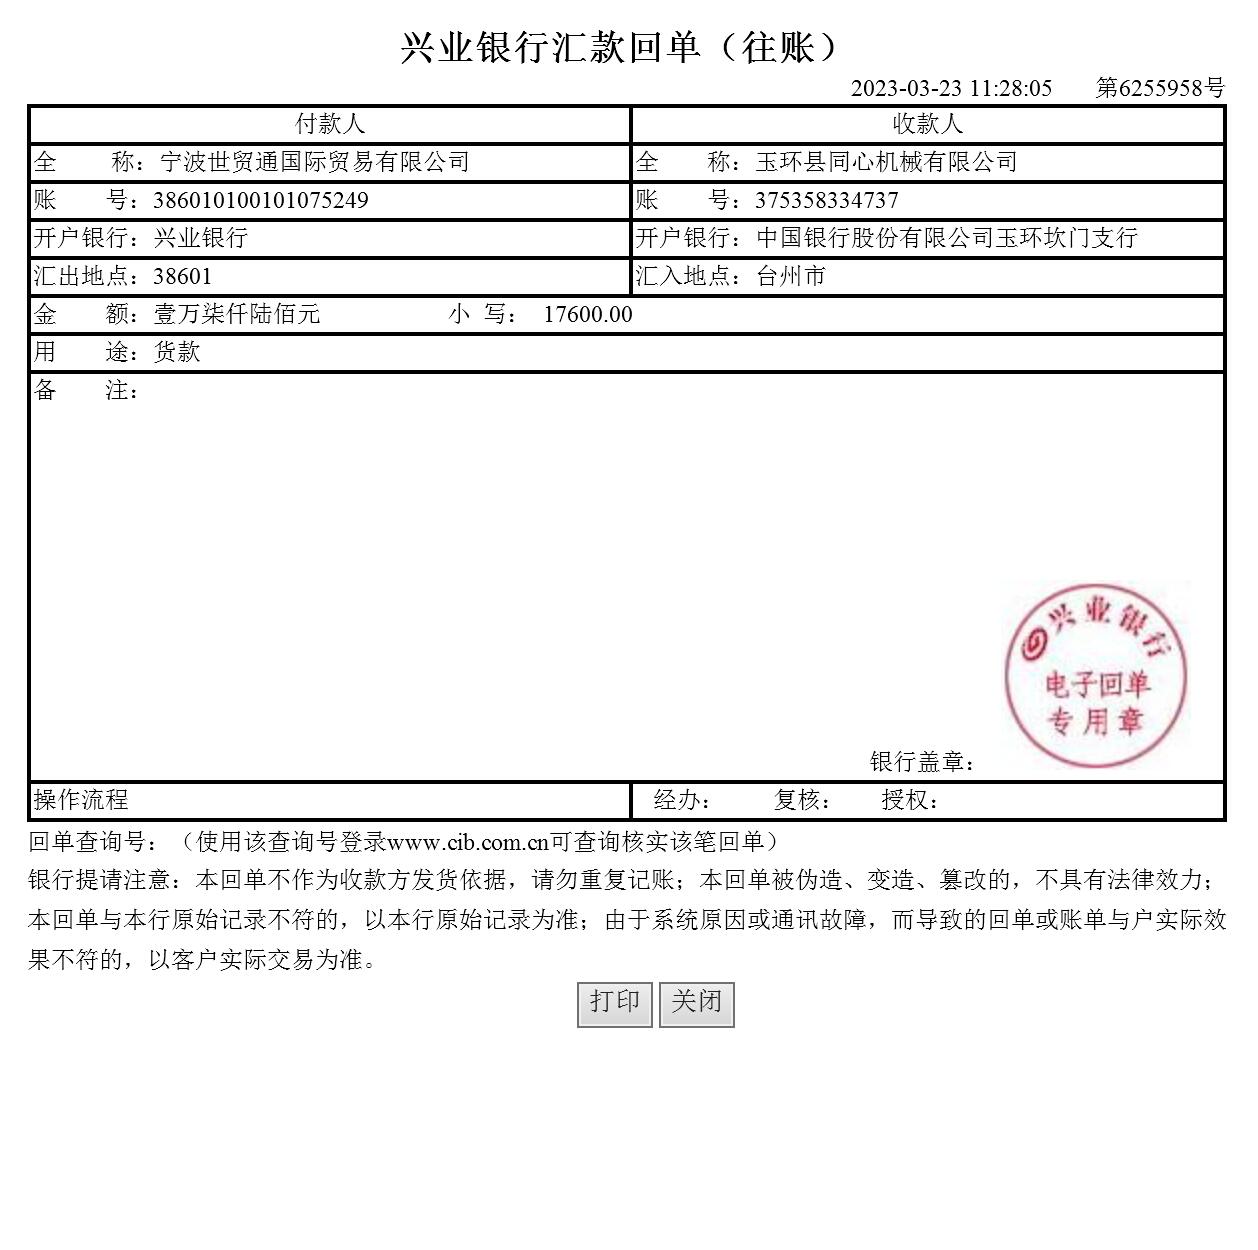 兴业银行汇款回单（往账）
2023-03-23 11:28:05 第6255958号
付款人 收款人
全 称：宁波世贸通国际贸易有限公司 全 称：玉环县同心机械有限公司
账 号：386010100101075249 账 号：375358334737
开户银行：兴业银行 开户银行：中国银行股份有限公司玉环坎门支行
汇出地点：38601 汇入地点：台州市
金 额：壹万柒仟陆佰元 小 写： 17600.00
用 途：货款
备 注：
兴业银行
电子回单
专用章
银行盖章：
操作流程 经办： 复核： 授权：
回单查询号：（使用该查询号登录www.cib.com.cn可查询核实该笔回单）
银行提请注意：本回单不作为收款方发货依据，请勿重复记账；本回单被伪造、变造、篡改的，不具有法律效力；
本回单与本行原始记录不符的，以本行原始记录为准；由于系统原因或通讯故障，而导致的回单或账单与户实际效
果不符的，以客户实际交易为准。
打印 关闭